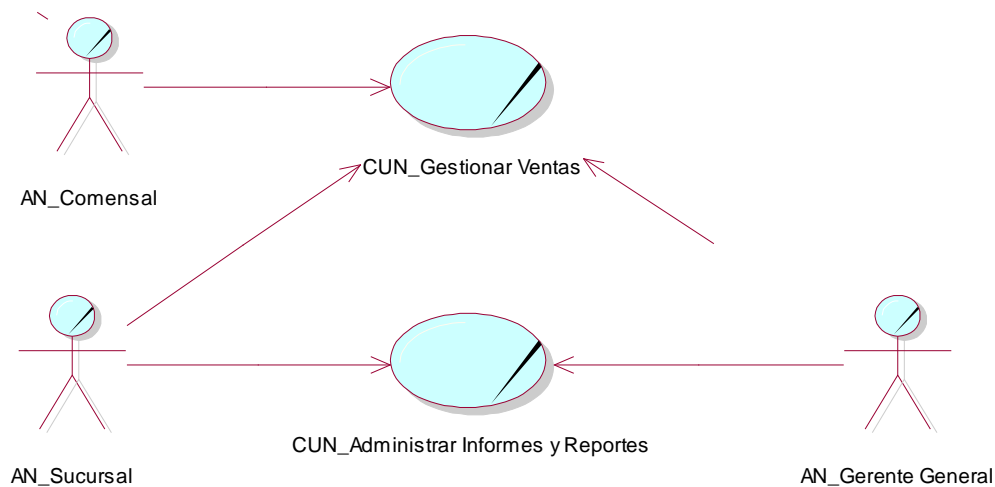 CUN_Gestionar Ventas
AN_Comensal
CUN_Administrar Informes y Reportes
AN_Sucursal
AN_Gerente General